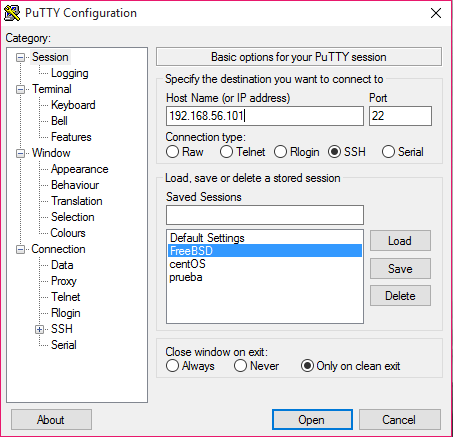 PuTTY Configuration
Category:
Session
Logging
Terminal
Keyboard
Bell
Features
Window
Appearance
Behaviour
Translation
Selection
Colours
Connection
Data
Proxy
Telnet
Rlogin
SSH
Serial
Basic options for your PuTTY session
Specify the destination you want to connect to
Host Name (or IP address) Port
192.168.56.101 22
Connection type:
Raw Telnet Rlogin SSH Serial
Load, save or delete a stored session
Saved Sessions
Default Settings
FreeBSD
centOS
prueba
Load
Save
Delete
Close window on exit:
Always Never Only on clean exit
About Open Cancel